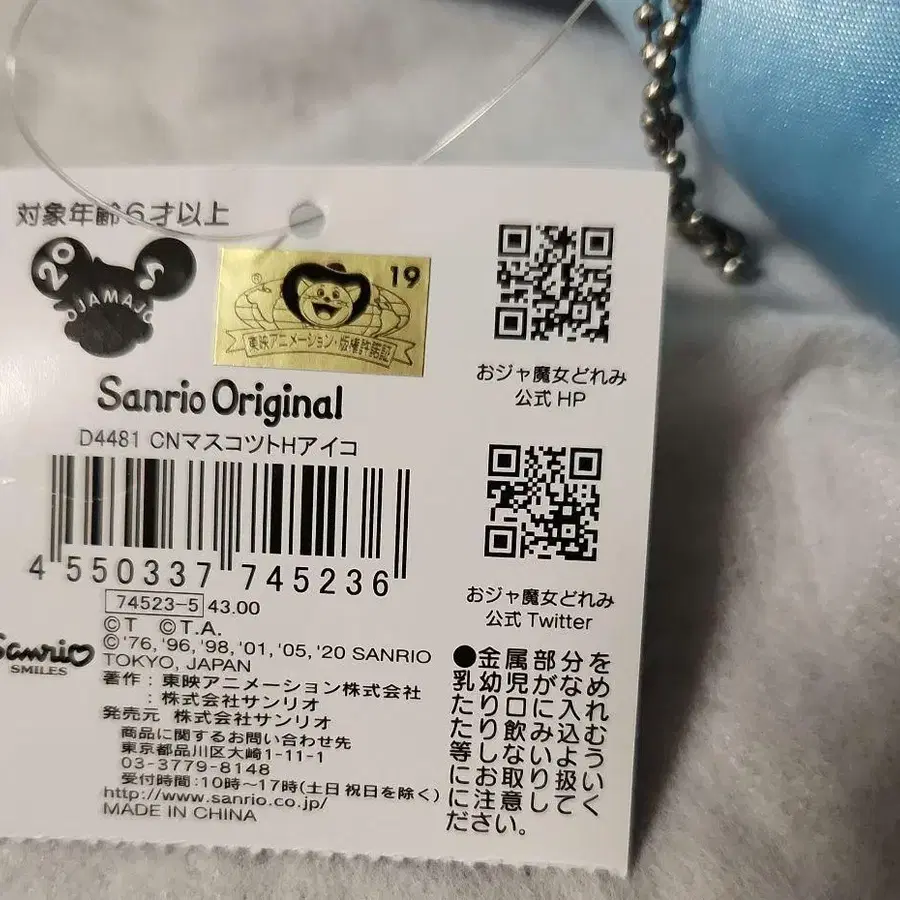 対象年齢6才以上
20
OJAMAJO
19
東映アニメーション・版権許諾証
Sanrio Original
D4481 CNマスコットHアイコ
4 550337 745236
74523-5 43.00
©T ©T.A.
©'76,'96,'98,'01,'05,'20 SANRIO
TOKYO, JAPAN
Sanrio
SMILES
著作：東映アニメーション株式会社
：株式会社サンリオ
発売元 株式会社サンリオ
商品に関するお問い合わせ先
東京都品川区大崎1-11-1
03-3779-8148
受付時間：10時〜17時(土日祝日を除く)
http://www.sanrio.co.jp/
MADE IN CHINA
おジャ魔女どれみ
公式 HP
おジャ魔女どれみ
公式 Twitter
●金属部分を
乳幼児がなめ
たり口に入れ
たり飲み込む
等しないよう
にお取り扱い
に注意してく
ださい。